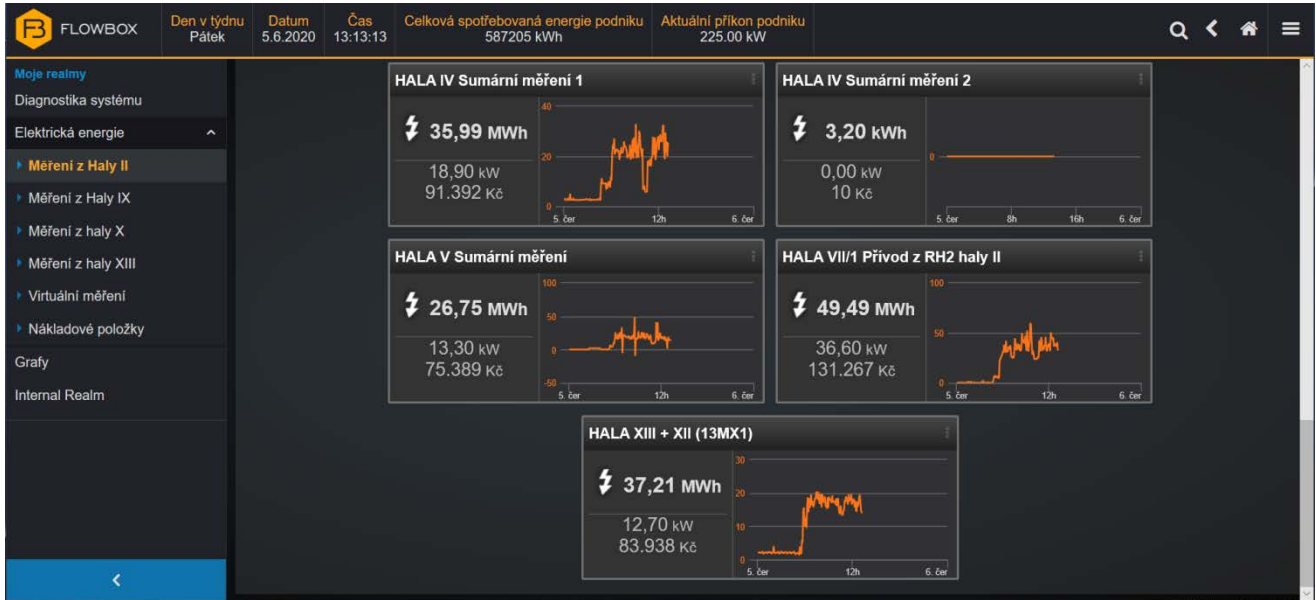 FLOWBOX
Den v týdnu
Pátek
Datum
5.6.2020
Čas
13:13:13
Celková spotřebovaná energie podniku
587205 kWh
Aktuální příkon podniku
225.00 kW
Moje realmy
Diagnostika systému
Elektrická energie
Měření z Haly II
Měření z Haly IX
Měření z haly X
Měření z haly XIII
Virtuální měření
Nákladové položky
Grafy
Internal Realm
HALA IV Sumární měření 1
35,99 MWh
18,90 kW
91.392 Kč
40
20
0
5. čer 12h 6. čer
HALA IV Sumární měření 2
3,20 kWh
0,00 kW
10 Kč
0
5. čer 8h 16h 6. čer
HALA V Sumární měření
26,75 MWh
13,30 kW
75.389 Kč
100
50
0
-50
5. čer 12h 6. čer
HALA VII/1 Přívod z RH2 haly II
49,49 MWh
36,60 kW
131.267 Kč
100
50
0
5. čer 12h 6. čer
HALA XIII + XII (13MX1)
37,21 MWh
12,70 kW
83.938 Kč
30
20
10
0
5. čer 12h 6. čer